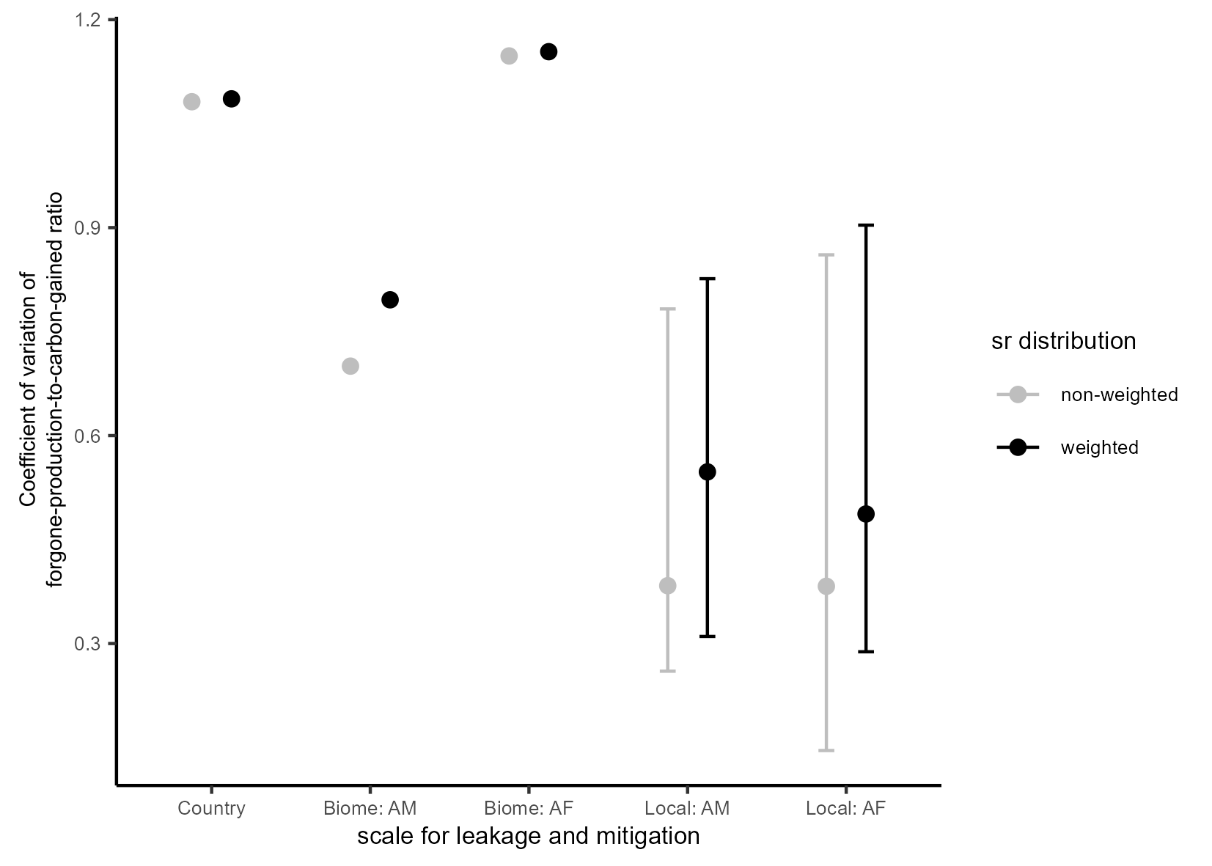 1.2
0.9
0.6
0.3
Coefficient of variation of
forgone-production-to-carbon-gained ratio
Country
Biome: AM
Biome: AF
Local: AM
Local: AF
scale for leakage and mitigation
sr distribution
non-weighted
weighted